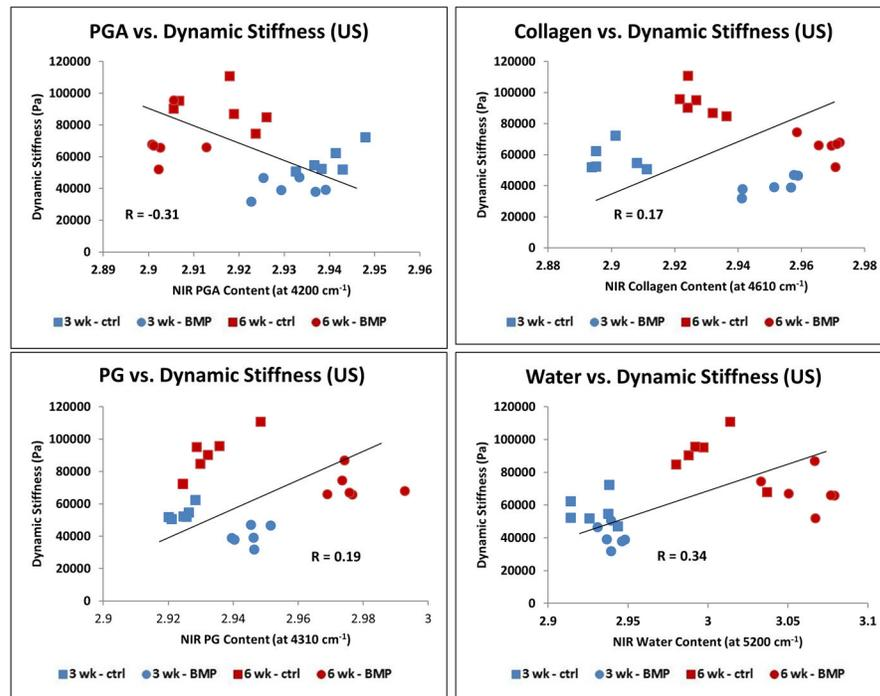 PGA vs. Dynamic Stiffness (US)
Dynamic Stiffness (Pa)
120000
100000
80000
60000
40000
20000
0
R = -0.31
2.89 2.9 2.91 2.92 2.93 2.94 2.95 2.96
NIR PGA Content (at 4200 cm⁻¹)
3 wk - ctrl 3 wk - BMP 6 wk - ctrl 6 wk - BMP
Collagen vs. Dynamic Stiffness (US)
Dynamic Stiffness (Pa)
120000
100000
80000
60000
40000
20000
0
R = 0.17
2.88 2.9 2.92 2.94 2.96 2.98
NIR Collagen Content (at 4610 cm⁻¹)
3 wk - ctrl 3 wk - BMP 6 wk - ctrl 6 wk - BMP
PG vs. Dynamic Stiffness (US)
Dynamic Stiffness (Pa)
120000
100000
80000
60000
40000
20000
0
R = 0.19
2.9 2.92 2.94 2.96 2.98 3
NIR PG Content (at 4310 cm⁻¹)
3 wk - ctrl 3 wk - BMP 6 wk - ctrl 6 wk - BMP
Water vs. Dynamic Stiffness (US)
Dynamic Stiffness (Pa)
120000
100000
80000
60000
40000
20000
0
R = 0.34
2.9 2.95 3 3.05 3.1
NIR Water Content (at 5200 cm⁻¹)
3 wk - ctrl 3 wk - BMP 6 wk - ctrl 6 wk - BMP